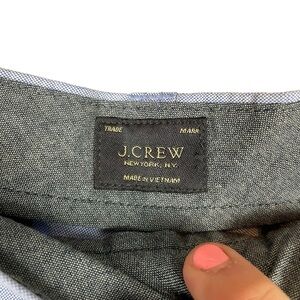 TRADE MARK
J.CREW
NEW YORK, N.Y.
MADE IN VIETNAM